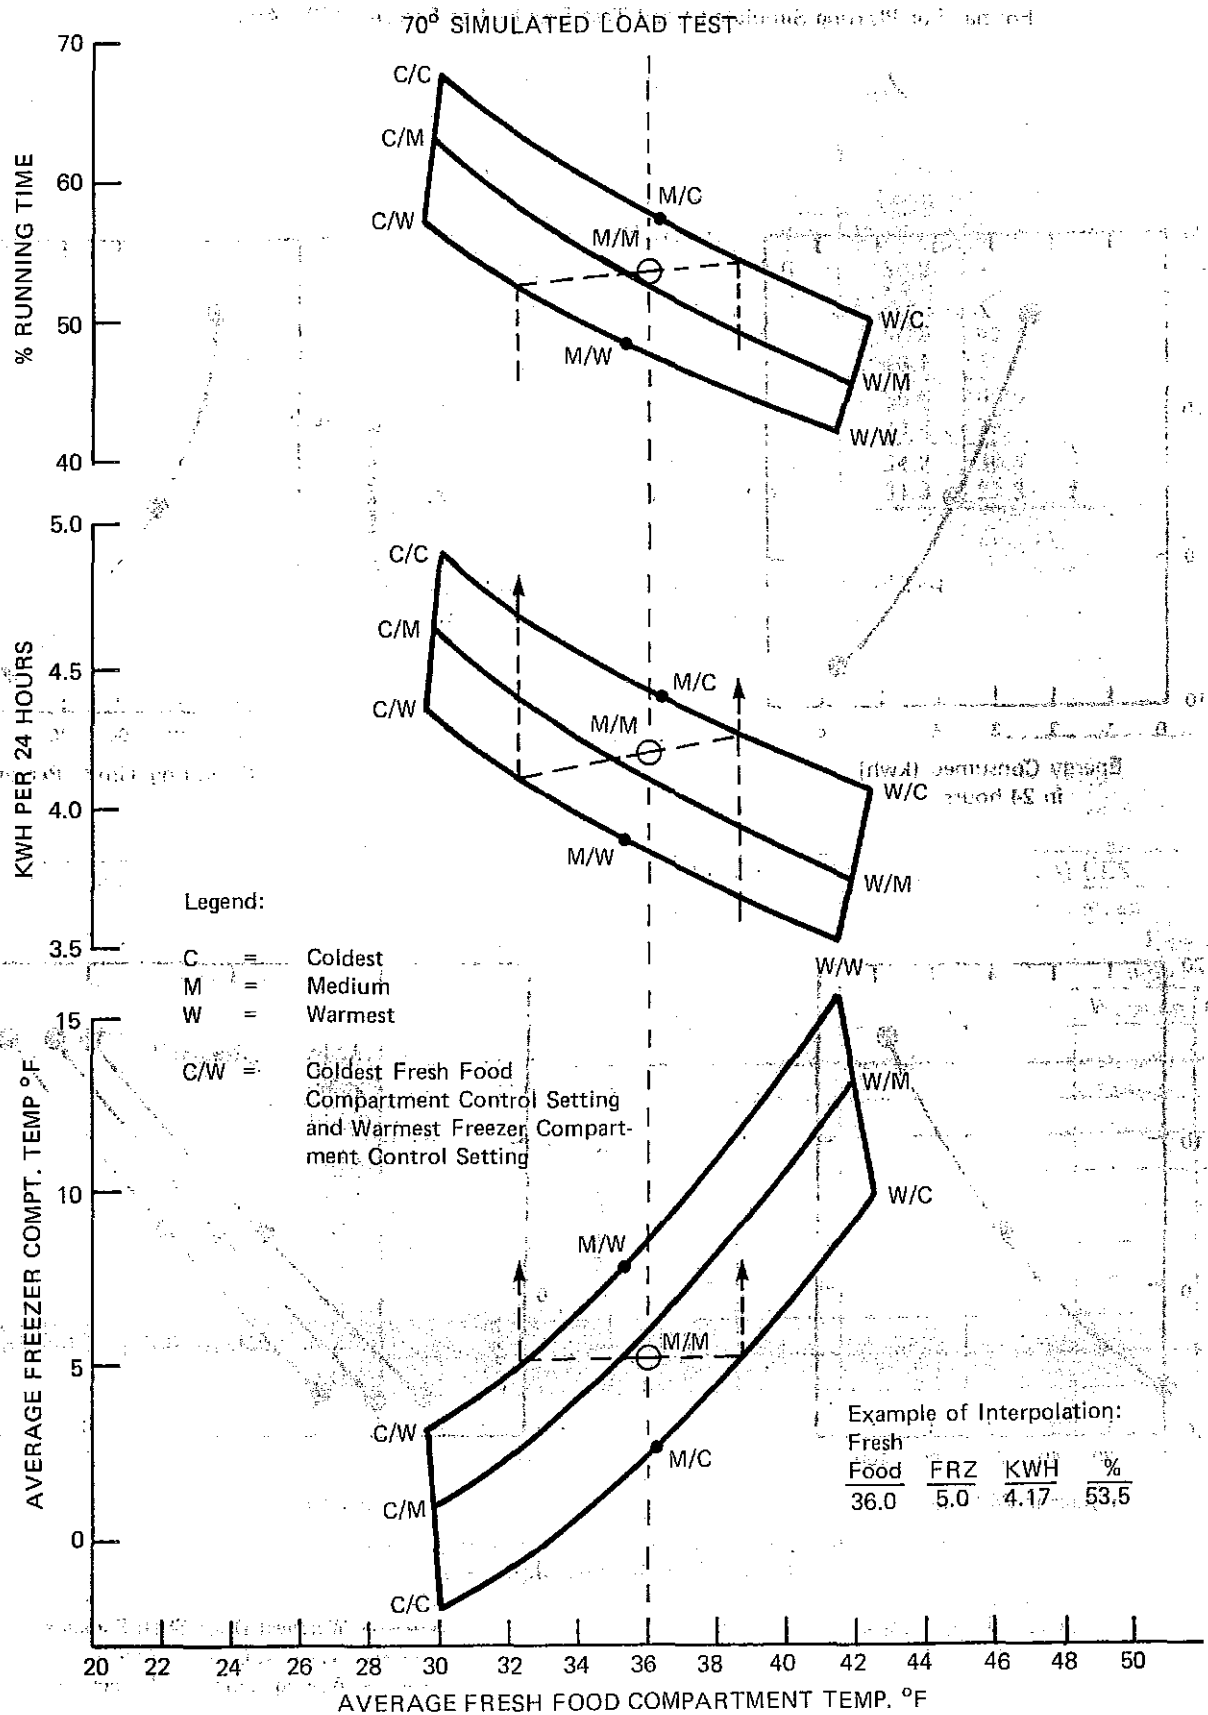 70° SIMULATED LOAD TEST
% RUNNING TIME
70
60
50
40
C/C
C/M
C/W
M/C
M/M
M/W
W/C
W/M
W/W
KWH PER 24 HOURS
5.0
4.5
4.0
3.5
C/C
C/M
C/W
M/C
M/M
M/W
W/C
W/M
W/W
Legend:
C = Coldest
M = Medium
W = Warmest
C/W = Coldest Fresh Food
Compartment Control Setting
and Warmest Freezer Compart-
ment Control Setting
AVERAGE FREEZER COMPT. TEMP °F
15
10
5
0
W/M
W/C
M/W
M/M
M/C
C/W
C/M
C/C
Example of Interpolation:
Fresh
Food FRZ KWH %
36.0 5.0 4.17 53.5
20 22 24 26 28 30 32 34 36 38 40 42 44 46 48 50
AVERAGE FRESH FOOD COMPARTMENT TEMP. °F